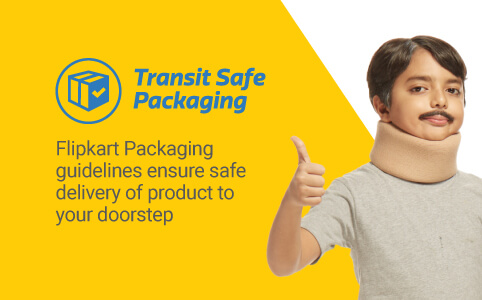 Transit Safe
Packaging
Flipkart Packaging
guidelines ensure safe
delivery of product to
your doorstep